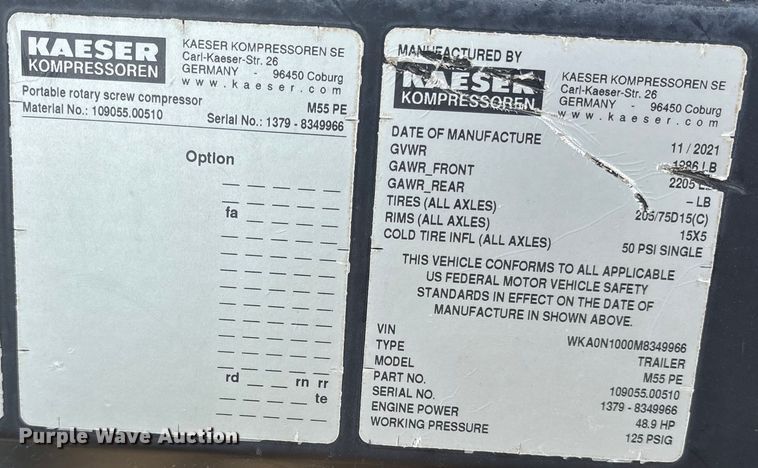 KAESER
KOMPRESSOREN
KAESER KOMPRESSOREN SE
Carl-Kaeser-Str. 26
GERMANY - 96450 Coburg
www.kaeser.com
Portable rotary screw compressor M55 PE
Material No.: 109055.00510 Serial No.: 1379 - 8349966
Option
fa
rd rn rr
te
MANUFACTURED BY
KAESER
KOMPRESSOREN
KAESER KOMPRESSOREN SE
Carl-Kaeser-Str. 26
GERMANY - 96450 Coburg
www.kaeser.com
DATE OF MANUFACTURE 11 / 2021
GVWR 1986 LB
GAWR_FRONT 2205 LB
GAWR_REAR – LB
TIRES (ALL AXLES) 205/75D15(C)
RIMS (ALL AXLES) 15X5
COLD TIRE INFL (ALL AXLES) 50 PSI SINGLE
THIS VEHICLE CONFORMS TO ALL APPLICABLE
US FEDERAL MOTOR VEHICLE SAFETY
STANDARDS IN EFFECT ON THE DATE OF
MANUFACTURE IN SHOWN ABOVE.
VIN WKA0N1000M8349966
TYPE TRAILER
MODEL M55 PE
PART NO. 109055.00510
SERIAL NO. 1379 - 8349966
ENGINE POWER 48.9 HP
WORKING PRESSURE 125 PSIG
Purple Wave Auction